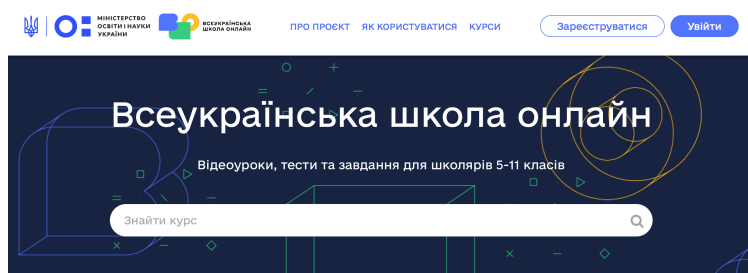 МІНІСТЕРСТВО
ОСВІТИ І НАУКИ
УКРАЇНИ
ВСЕУКРАЇНСЬКА
ШКОЛА ОНЛАЙН
ПРО ПРОЄКТ
ЯК КОРИСТУВАТИСЯ
КУРСИ
Зареєструватися
Увійти
Всеукраїнська школа онлайн
Відеоуроки, тести та завдання для школярів 5-11 класів
Знайти курс